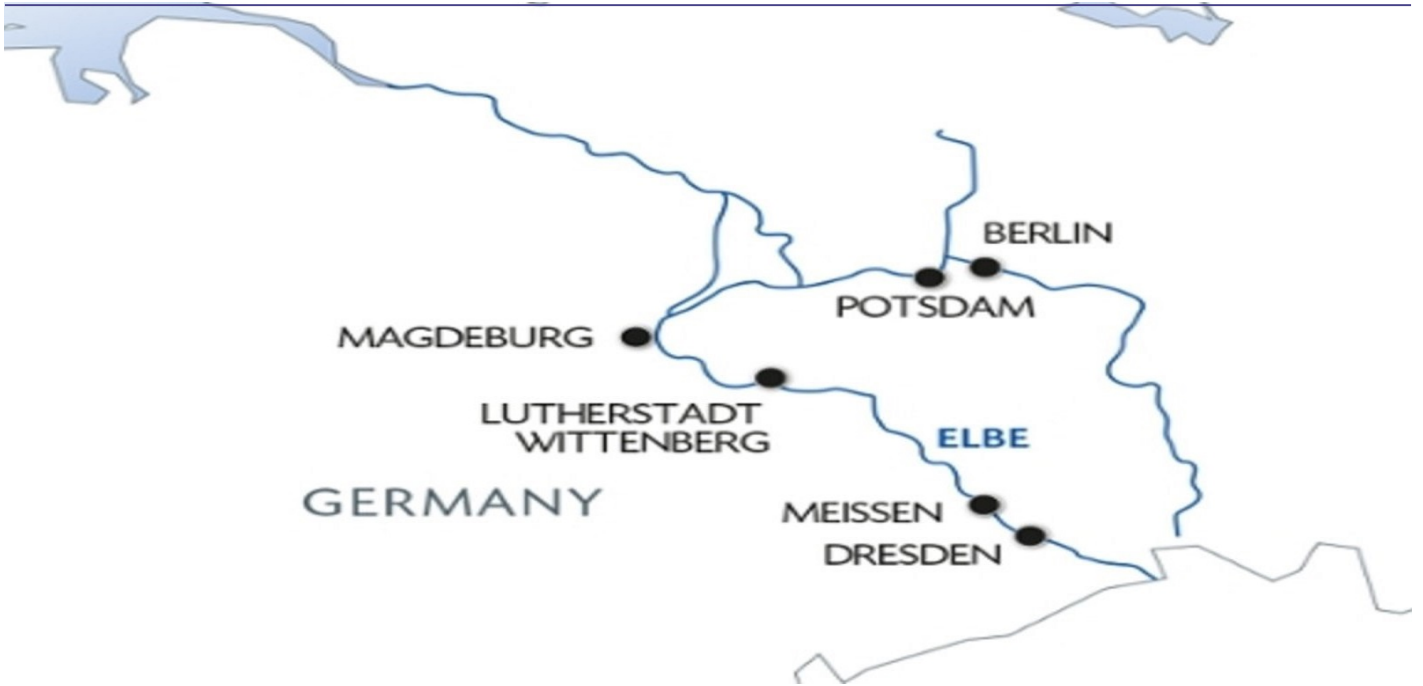 BERLIN
POTSDAM
MAGDEBURG
LUTHERSTADT
WITTENBERG
ELBE
GERMANY
MEISSEN
DRESDEN